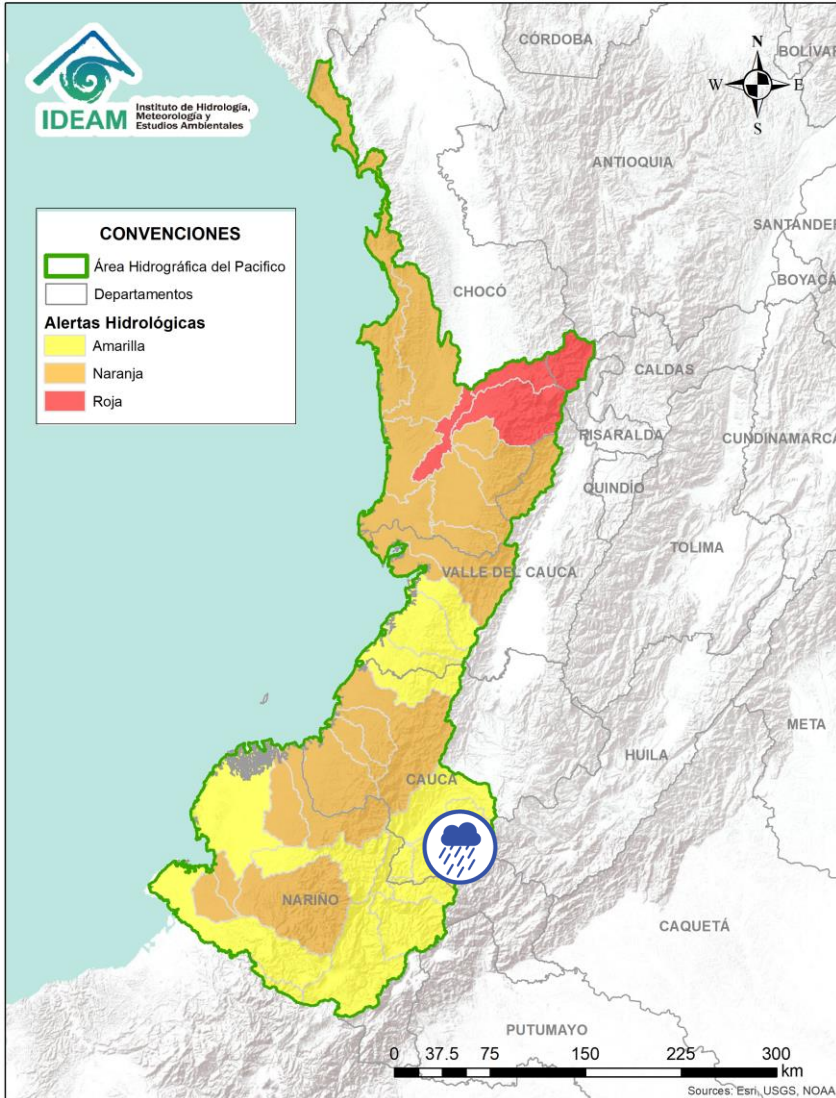 IDEAM
Instituto de Hidrología,
Meteorología y
Estudios Ambientales
CONVENCIONES
Área Hidrográfica del Pacifico
Departamentos
Alertas Hidrológicas
Amarilla
Naranja
Roja
N
W
E
S
CÓRDOBA
BOLÍVAR
ANTIOQUIA
SANTANDER
BOYACÁ
CHOCÓ
CALDAS
RISARALDA
CUNDINAMARCA
QUINDÍO
TOLIMA
VALLE DEL CAUCA
META
HUILA
CAUCA
NARIÑO
CAQUETÁ
PUTUMAYO
0 37.5 75 150 225 300
km
Sources: Esri, USGS, NOAA